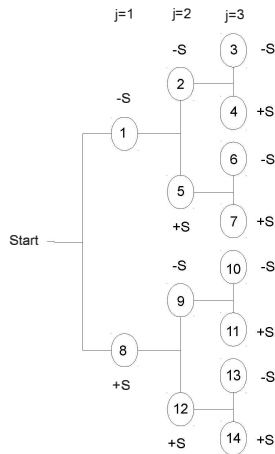 j=1 j=2 j=3
-S 3 -S
2
-S 4 +S
1
6 -S
5
+S 7 +S
Start
-S 10 -S
9
11 +S
8
+S 13 -S
12
+S 14 +S